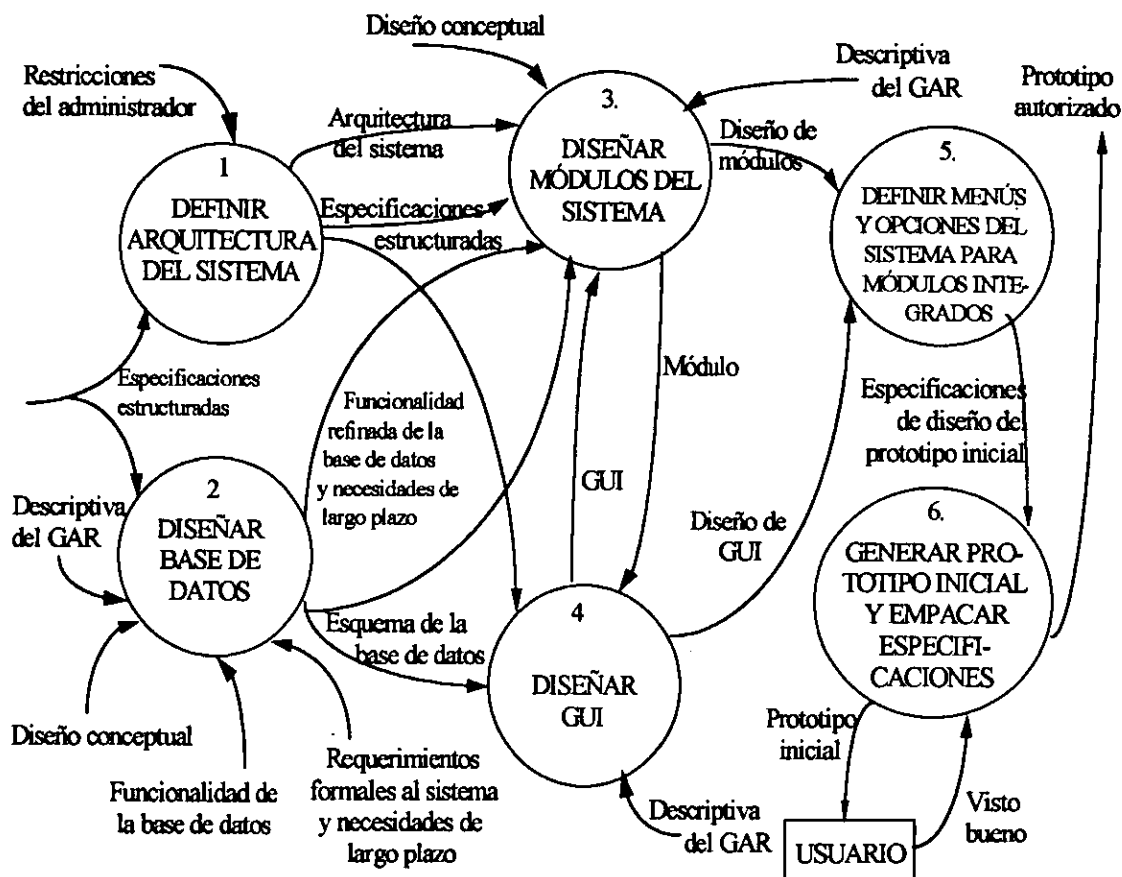 Diseño conceptual
Restricciones
del administrador
Arquitectura
del sistema
Descriptiva
del GAR
Prototipo
autorizado
1
DEFINIR
ARQUITECTURA
DEL SISTEMA
3.
DISEÑAR
MÓDULOS DEL
SISTEMA
Diseño de
módulos
5.
DEFINIR MENÚS
Y OPCIONES DEL
SISTEMA PARA
MÓDULOS INTE-
GRADOS
Especificaciones
estructuradas
Especificaciones
estructuradas
Funcionalidad
refinada de la
base de datos
y necesidades de
largo plazo
Módulo
GUI
Especificaciones
de diseño del
prototipo inicial
Descriptiva
del GAR
2
DISEÑAR
BASE DE
DATOS
Esquema de la
base de datos
4
DISEÑAR
GUI
Diseño de
GUI
6.
GENERAR PRO-
TOTIPO INICIAL
Y EMPACAR
ESPECIFI-
CACIONES
Diseño conceptual
Funcionalidad de
la base de datos
Requerimientos
formales al sistema
y necesidades de
largo plazo
Descriptiva
del GAR
Prototipo
inicial
USUARIO
Visto
bueno